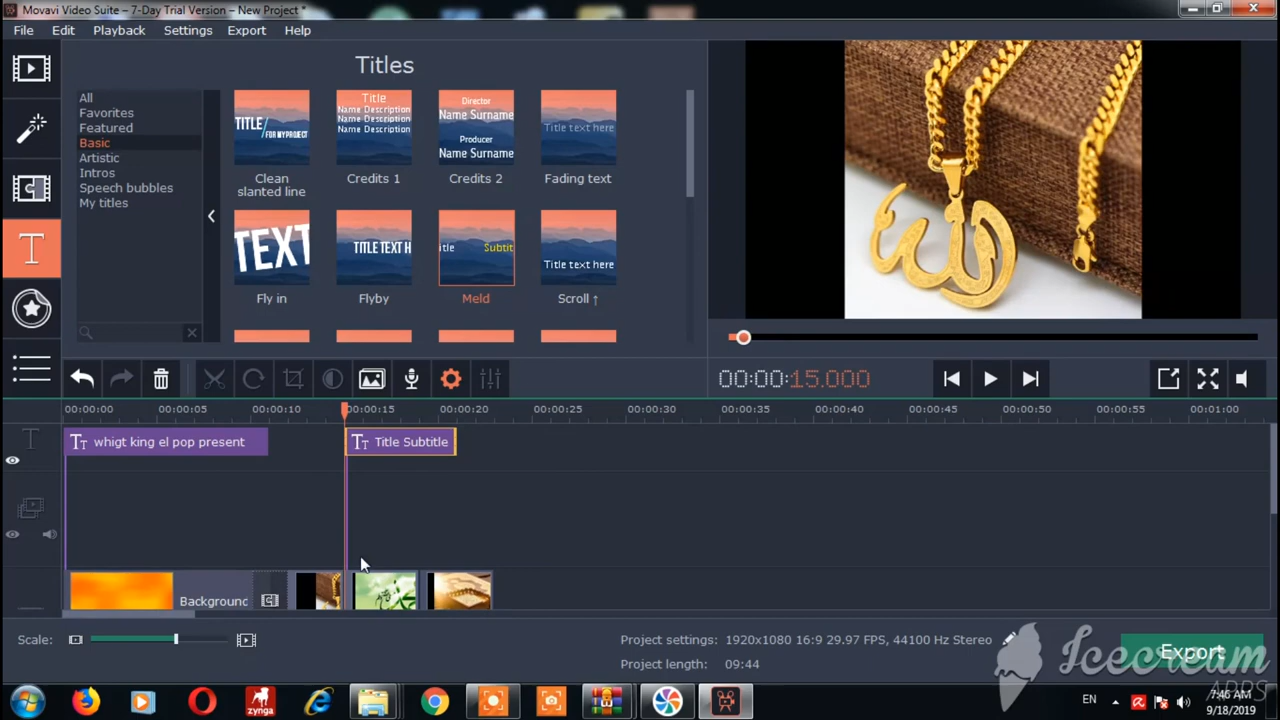 Movavi Video Suite – 7-Day Trial Version – New Project *
File Edit Playback Settings Export Help
Titles
All
Favorites
Featured
Basic
Artistic
Intros
Speech bubbles
My titles
TITLE/ FOR MY PROJECT
Title
Name Description
Name Description
Name Description
Director
Name Surname
Producer
Name Surname
Title text here
Clean slanted line
Credits 1
Credits 2
Fading text
TEXT
TITLE TEXT H
itle Subtit
Title text here
Fly in
Flyby
Meld
Scroll ↑
الله
00:00:15.000
00:00:00 00:00:05 00:00:10 00:00:15 00:00:20 00:00:25 00:00:30 00:00:35 00:00:40 00:00:45 00:00:50 00:00:55 00:01:00
whigt king el pop present
Title Subtitle
Background
Scale:
Project settings: 1920x1080 16:9 29.97 FPS, 44100 Hz Stereo
Project length: 09:44
Export
Icecream
APPS
zynga
EN
7:46 AM
9/18/2019